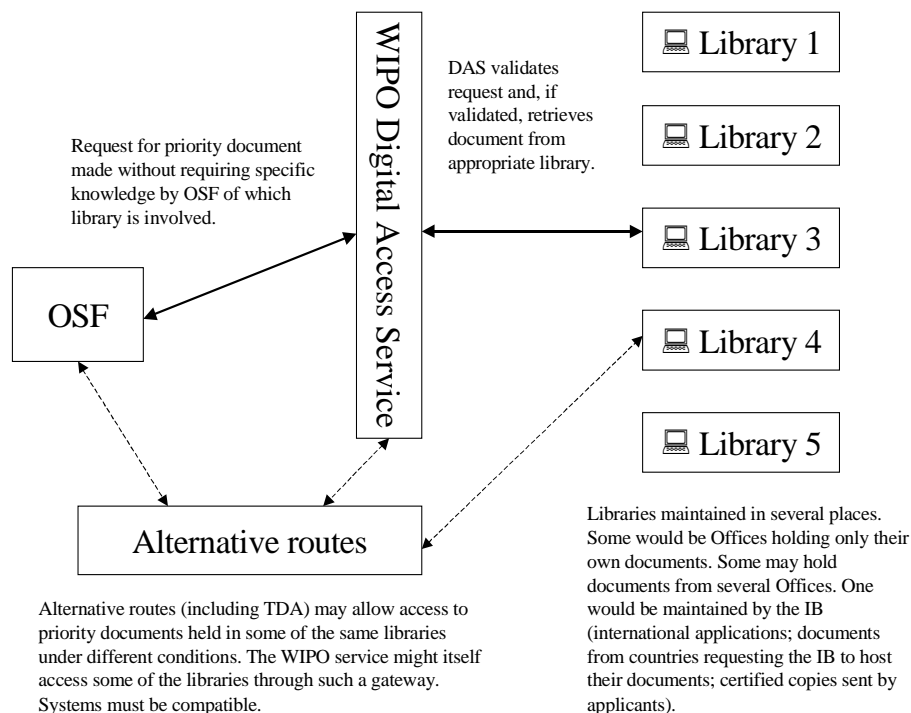 Request for priority document
made without requiring specific
knowledge by OSF of which
library is involved.
OSF
WIPO Digital Access Service
DAS validates
request and, if
validated, retrieves
document from
appropriate library.
Library 1
Library 2
Library 3
Library 4
Library 5
Alternative routes
Alternative routes (including TDA) may allow access to
priority documents held in some of the same libraries
under different conditions. The WIPO service might itself
access some of the libraries through such a gateway.
Systems must be compatible.
Libraries maintained in several places.
Some would be Offices holding only their
own documents. Some may hold
documents from several Offices. One
would be maintained by the IB
(international applications; documents
from countries requesting the IB to host
their documents; certified copies sent by
applicants).